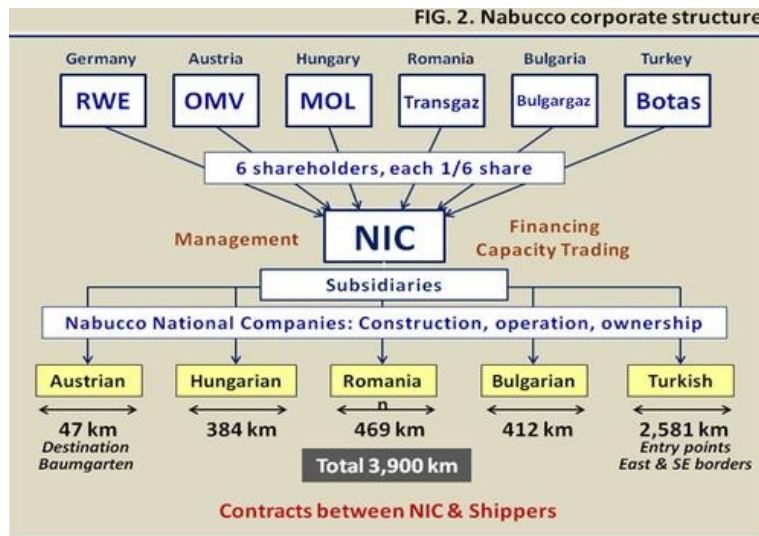 FIG. 2. Nabucco corporate structure
Germany Austria Hungary Romania Bulgaria Turkey
RWE OMV MOL Transgaz Bulgargaz Botas
6 shareholders, each 1/6 share
Management NIC Financing
Capacity Trading
Subsidiaries
Nabucco National Companies: Construction, operation, ownership
Austrian Hungarian Romania Bulgarian Turkish
n
47 km 384 km 469 km 412 km 2,581 km
Destination Entry points
Baumgarten Total 3,900 km East & SE borders
Contracts between NIC & Shippers